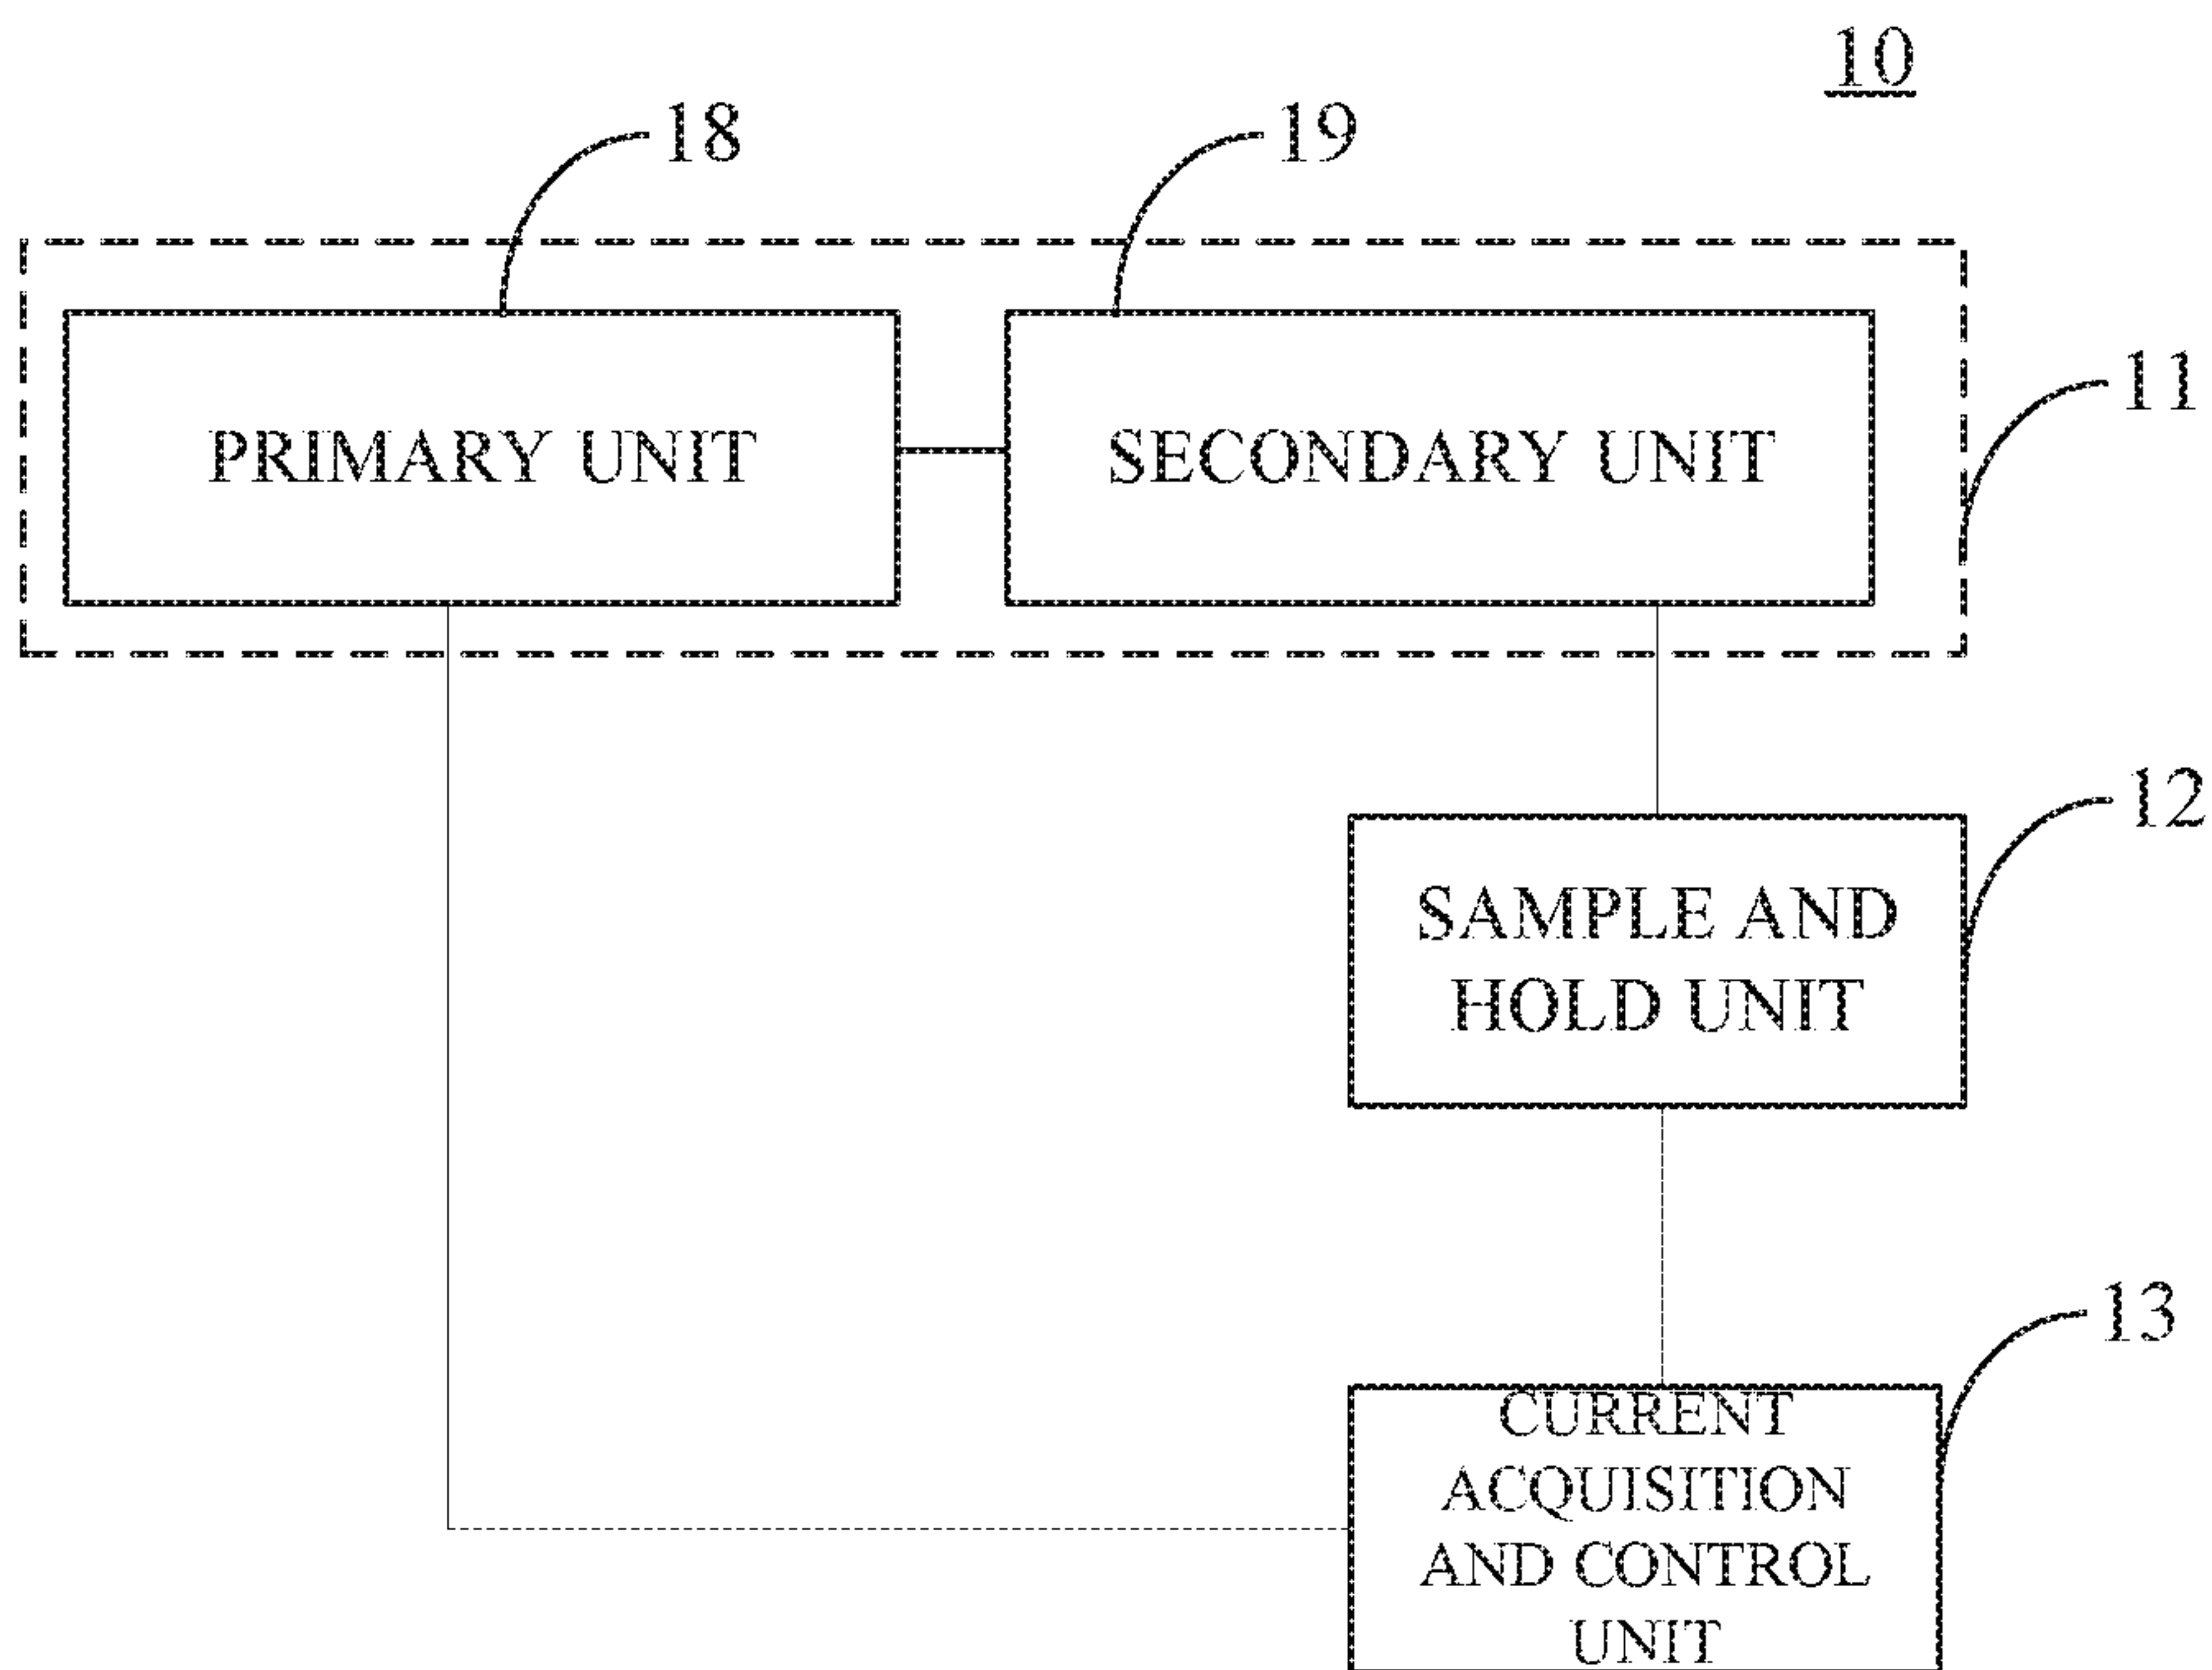 10
18
19
11
PRIMARY UNIT
SECONDARY UNIT
12
SAMPLE AND
HOLD UNIT
13
CURRENT
ACQUISITION
AND CONTROL
UNIT